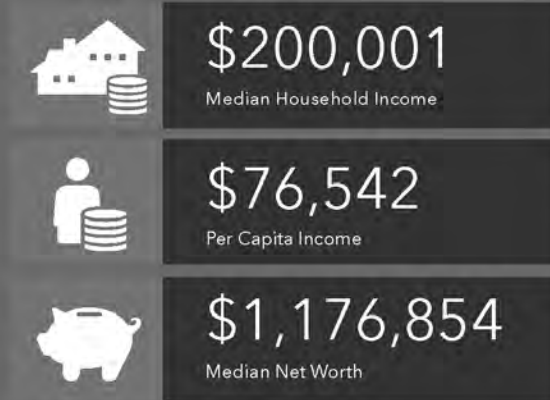 $200,001
Median Household Income
$76,542
Per Capita Income
$1,176,854
Median Net Worth